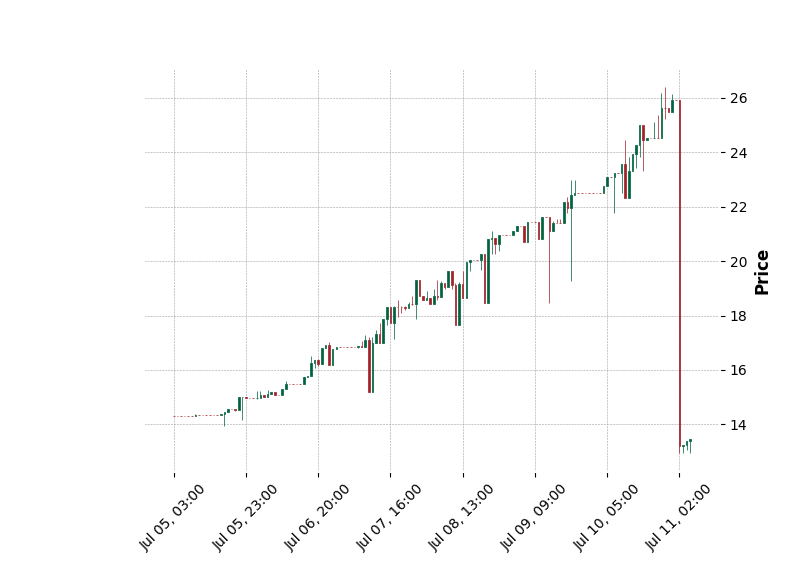 26
24
22
20
18
16
14
Price
Jul 05, 03:00
Jul 05, 23:00
Jul 06, 20:00
Jul 07, 16:00
Jul 08, 13:00
Jul 09, 09:00
Jul 10, 05:00
Jul 11, 02:00